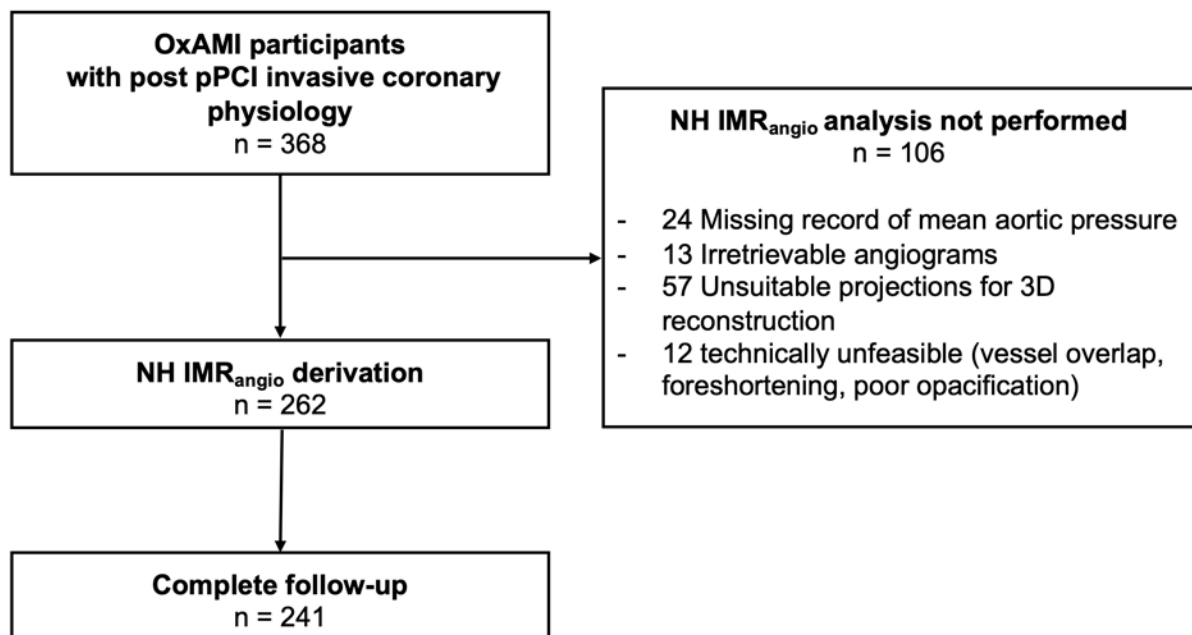 OxAMI participants
with post pPCI invasive coronary
physiology
n = 368
NH IMRangio analysis not performed
n = 106
- 24 Missing record of mean aortic pressure
- 13 Irretrievable angiograms
- 57 Unsuitable projections for 3D
reconstruction
- 12 technically unfeasible (vessel overlap,
foreshortening, poor opacification)
NH IMRangio derivation
n = 262
Complete follow-up
n = 241